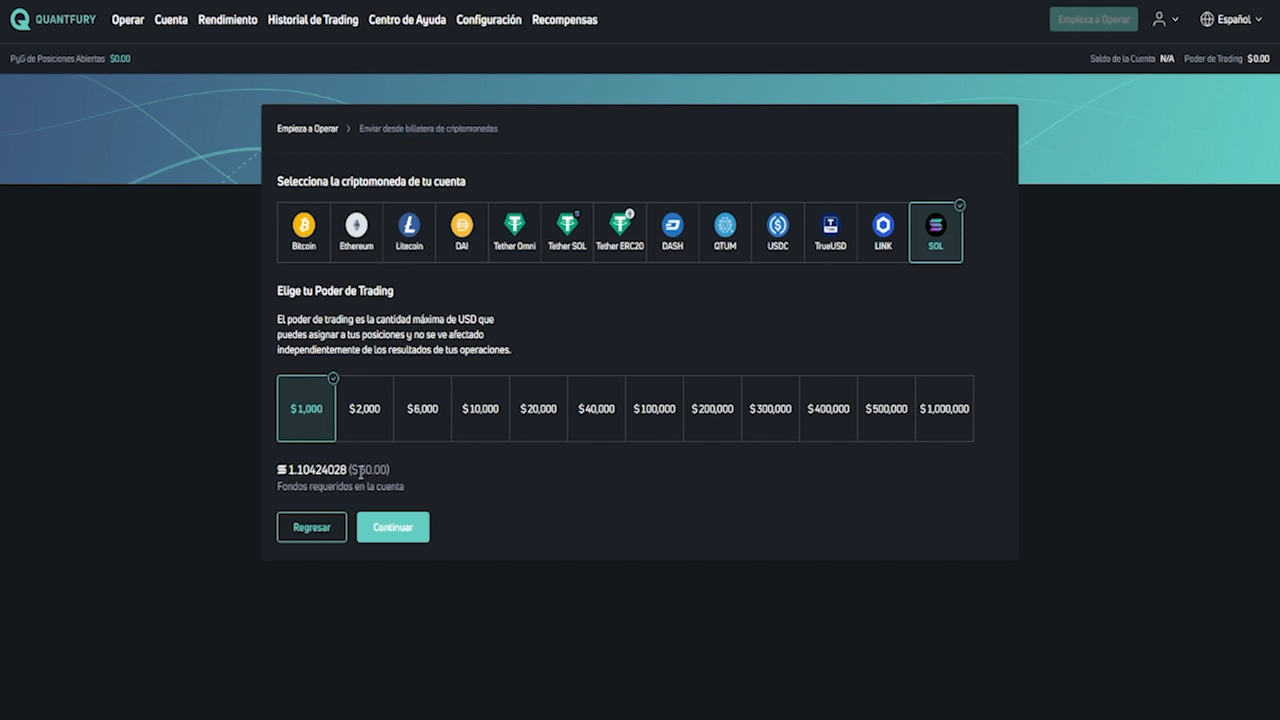 QUANTFURY Operar Cuenta Rendimiento Historial de Trading Centro de Ayuda Configuración Recompensas Empieza a Operar Español
PyG de Posiciones Abiertas $0.00 Saldo de la Cuenta N/A Poder de Trading $0.00
Empieza a Operar > Enviar desde billetera de criptomonedas
Selecciona la criptomoneda de tu cuenta
Bitcoin Ethereum Litecoin DAI Tether Omni Tether SOL Tether ERC20 DASH QTUM USDC TrueUSD LINK SOL
Elige tu Poder de Trading
El poder de trading es la cantidad máxima de USD que
puedes asignar a tus posiciones y no se ve afectado
independientemente de los resultados de tus operaciones.
$1,000 $2,000 $6,000 $10,000 $20,000 $40,000 $100,000 $200,000 $300,000 $400,000 $500,000 $1,000,000
1.10424028
Fondos requeridos en la cuenta
Regresar Continuar